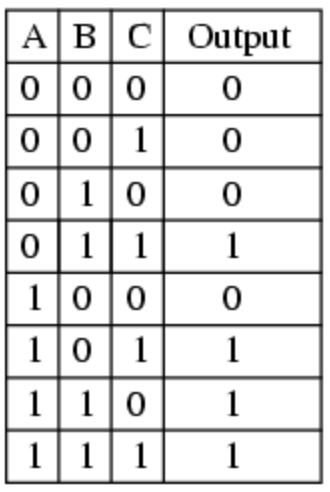 A B C Output
0 0 0 0
0 0 1 0
0 1 0 0
0 1 1 1
1 0 0 0
1 0 1 1
1 1 0 1
1 1 1 1